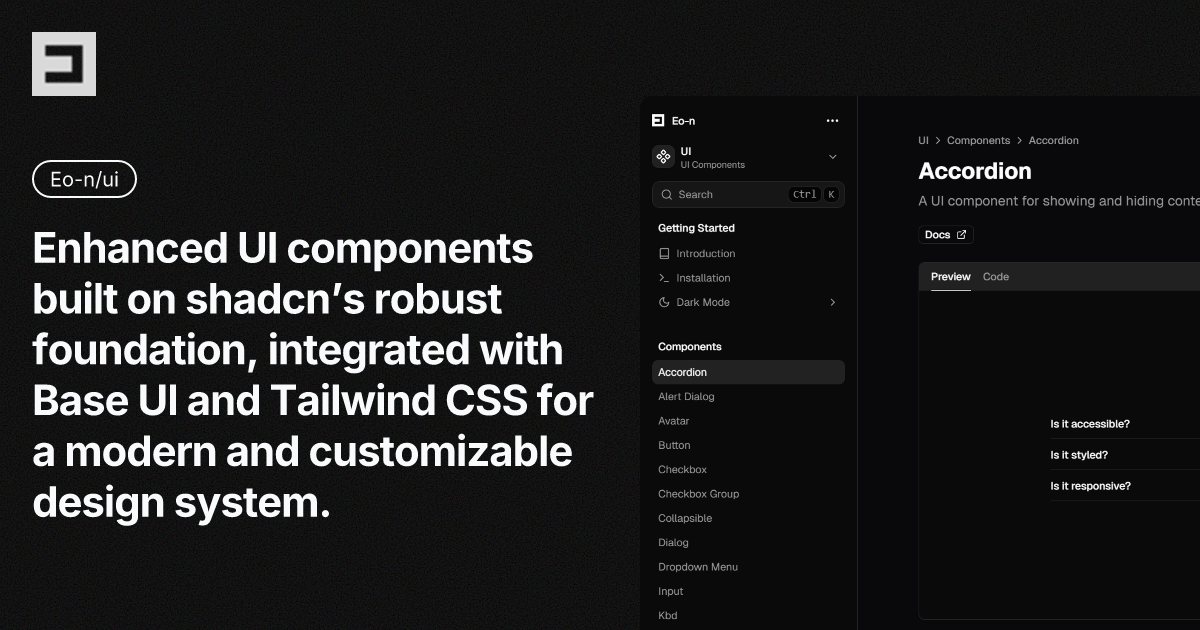 Eo-n/ui
Enhanced UI components
built on shadcn’s robust
foundation, integrated with
Base UI and Tailwind CSS for
a modern and customizable
design system.
Eo-n
UI
UI Components
Search Ctrl K
Getting Started
Introduction
Installation
Dark Mode
Components
Accordion
Alert Dialog
Avatar
Button
Checkbox
Checkbox Group
Collapsible
Dialog
Dropdown Menu
Input
Kbd
UI > Components > Accordion
Accordion
A UI component for showing and hiding conte
Docs
Preview Code
Is it accessible?
Is it styled?
Is it responsive?